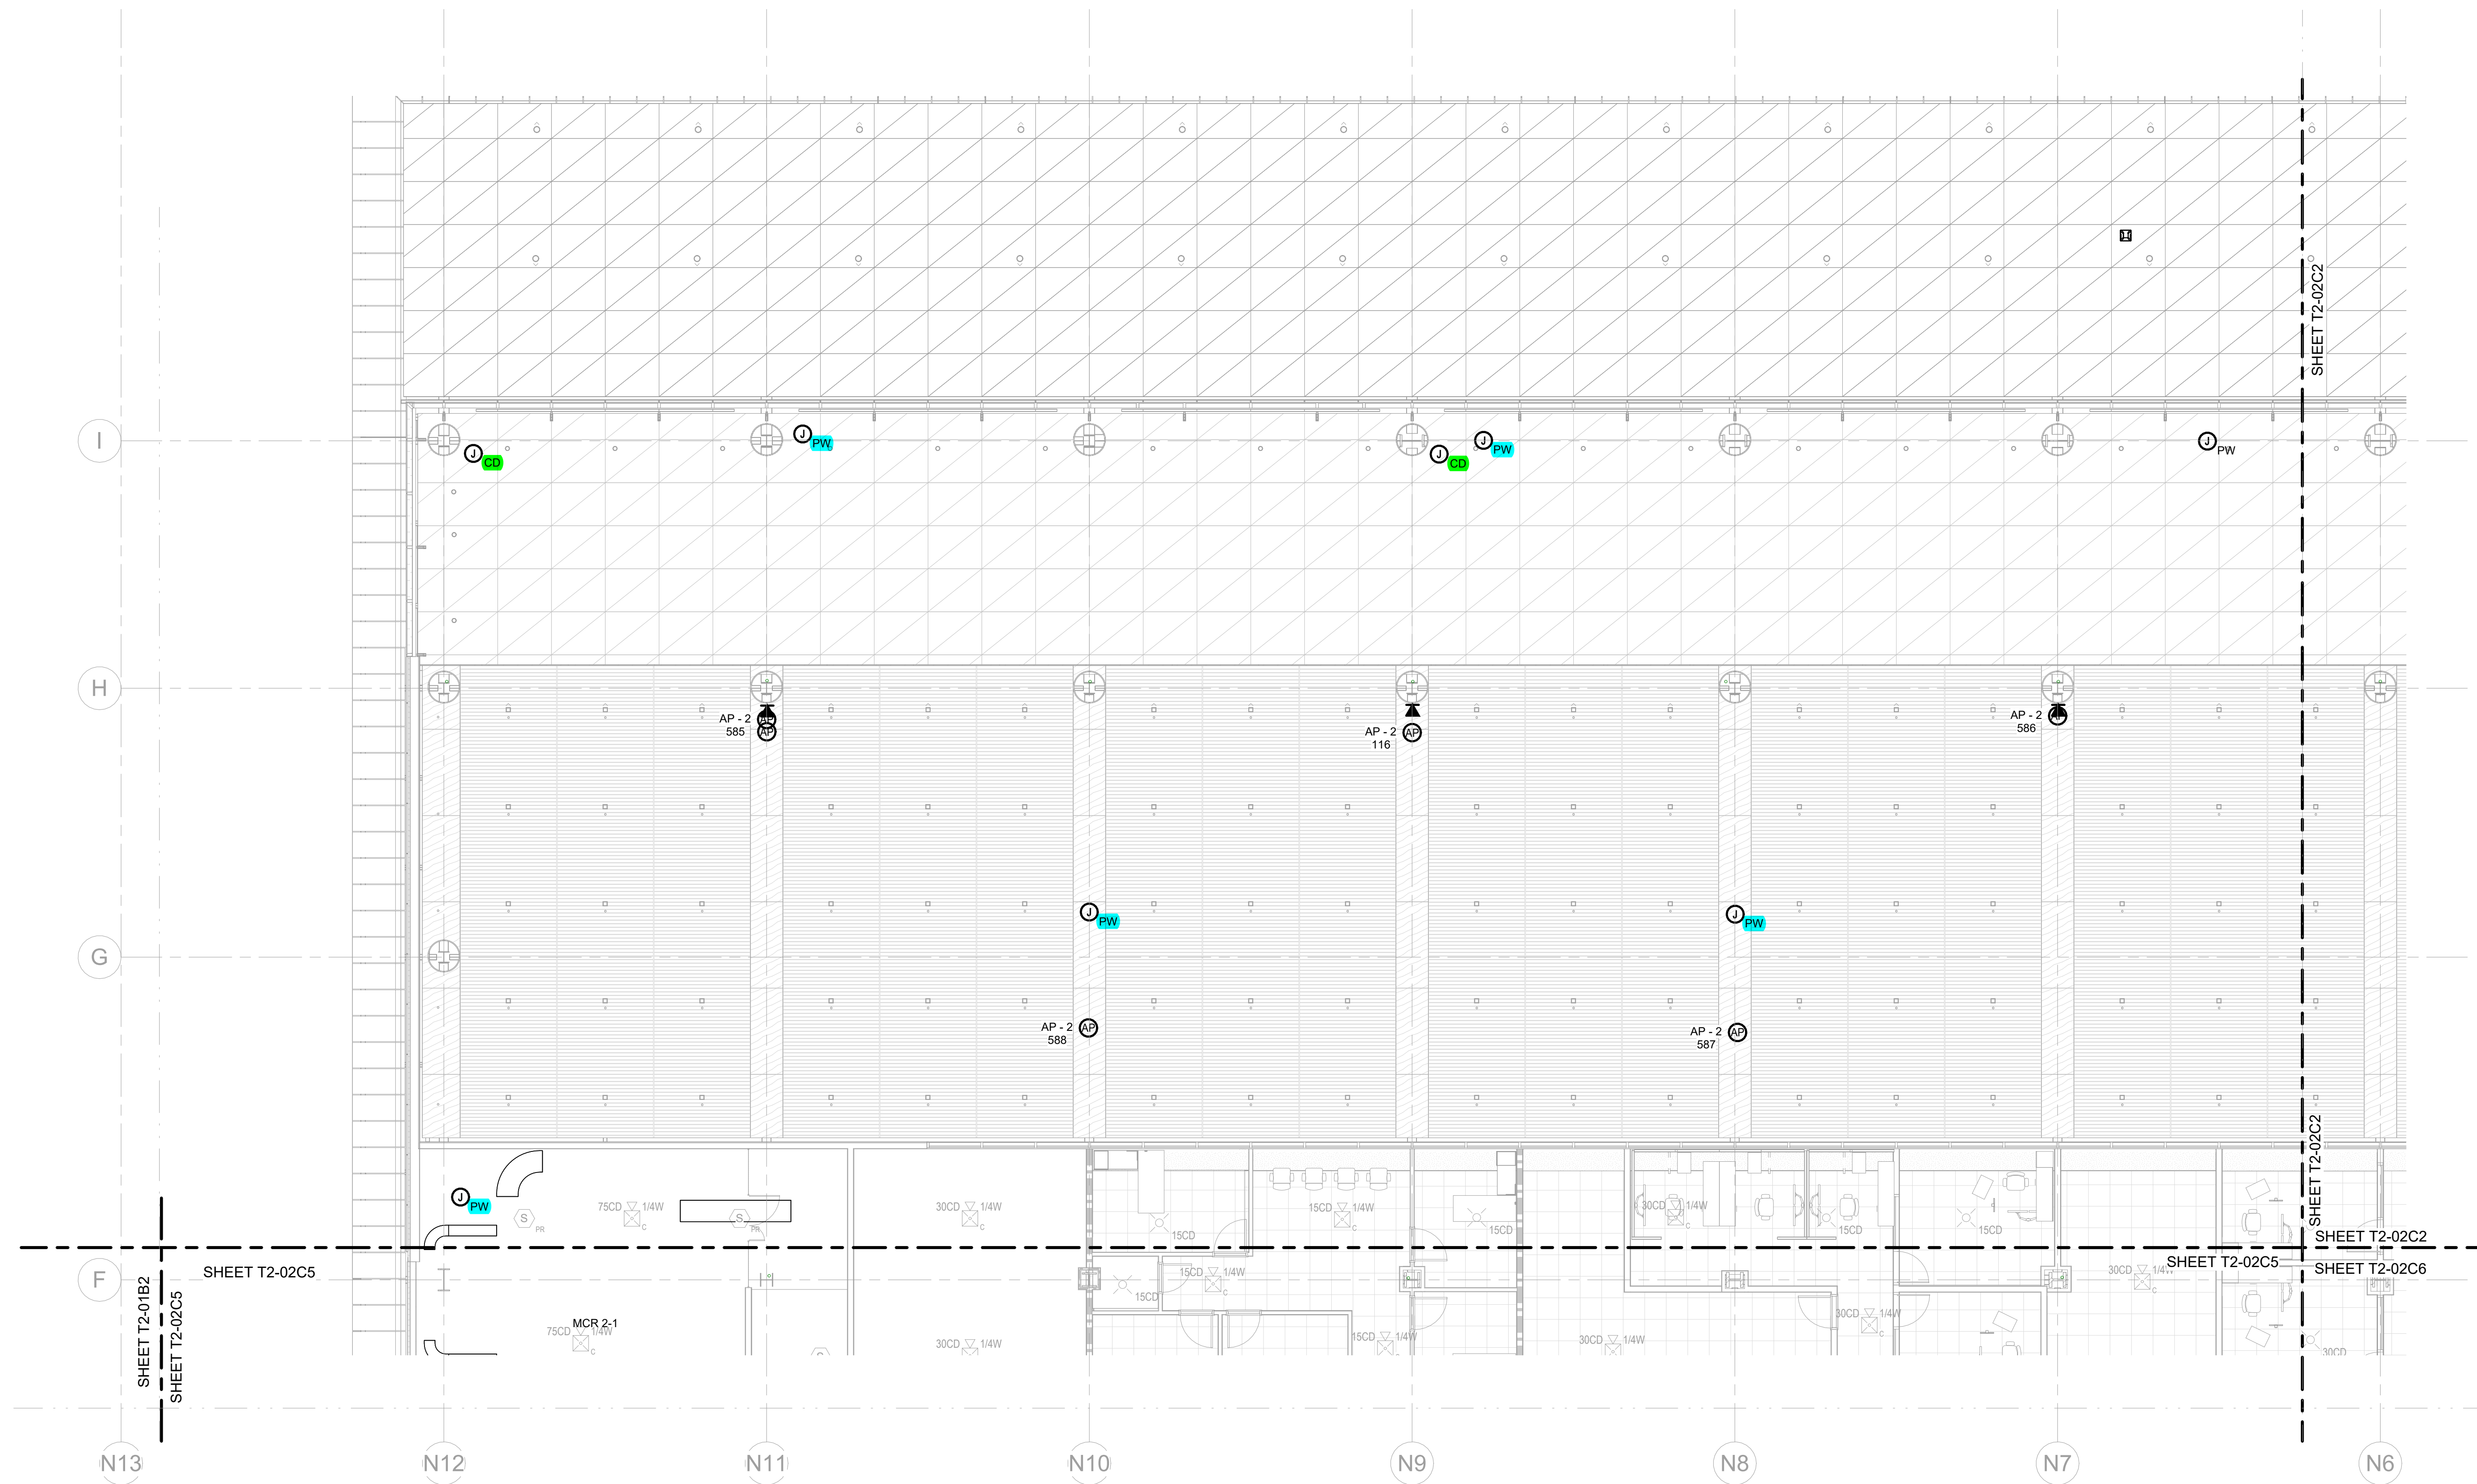 SHEET T2-02C2
I
J
CD
J
PW
J
CD
J
PW
J
PW
H
AP - 2
585
AP
AP
AP - 2
116
AP
AP - 2
586
J
PW
J
PW
G
AP - 2
588
AP
AP - 2
587
AP
SHEET T2-02C2
J
PW
S
PR
75CD
1/4W
C
S
PR
30CD
1/4W
C
15CD
15CD
1/4W
C
15CD
30CD
1/4W
C
15CD
15CD
SHEET T2-02C2
SHEET T2-02C5
SHEET T2-02C5
SHEET T2-02C6
F
SHEET T2-01B2
SHEET T2-02C5
15CD
15CD
1/4W
C
30CD
1/4W
C
MCR 2-1
75CD
1/4W
C
30CD
1/4W
15CD
1/4W
C
30CD
1/4W
C
30CD
1/4W
C
30CD
N13
N12
N11
N10
N9
N8
N7
N6